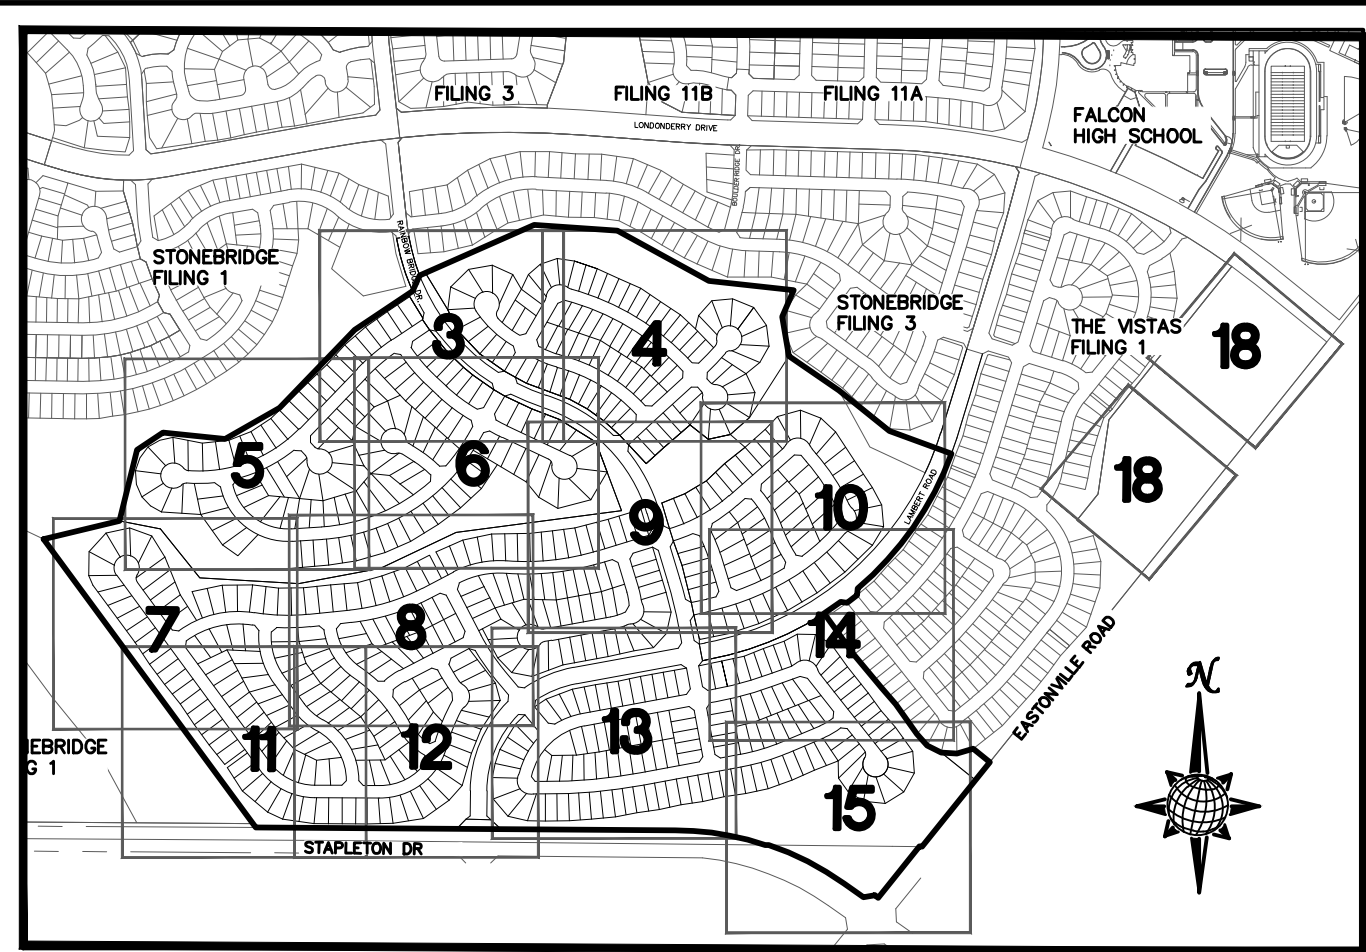 FILING 3
FILING 11B
FILING 11A
FALCON
HIGH SCHOOL
LONDONDERRY DRIVE
BOULDER RIDGE DR
RAINBOW BRIDGE DR
STONEBRIDGE
FILING 1
STONEBRIDGE
FILING 3
THE VISTAS
FILING 1
3
4
18
5
6
18
9
10
LAMBERT ROAD
7
8
14
EASTONVILLE ROAD
N
11
12
13
NEBRIDGE
G 1
15
STAPLETON DR